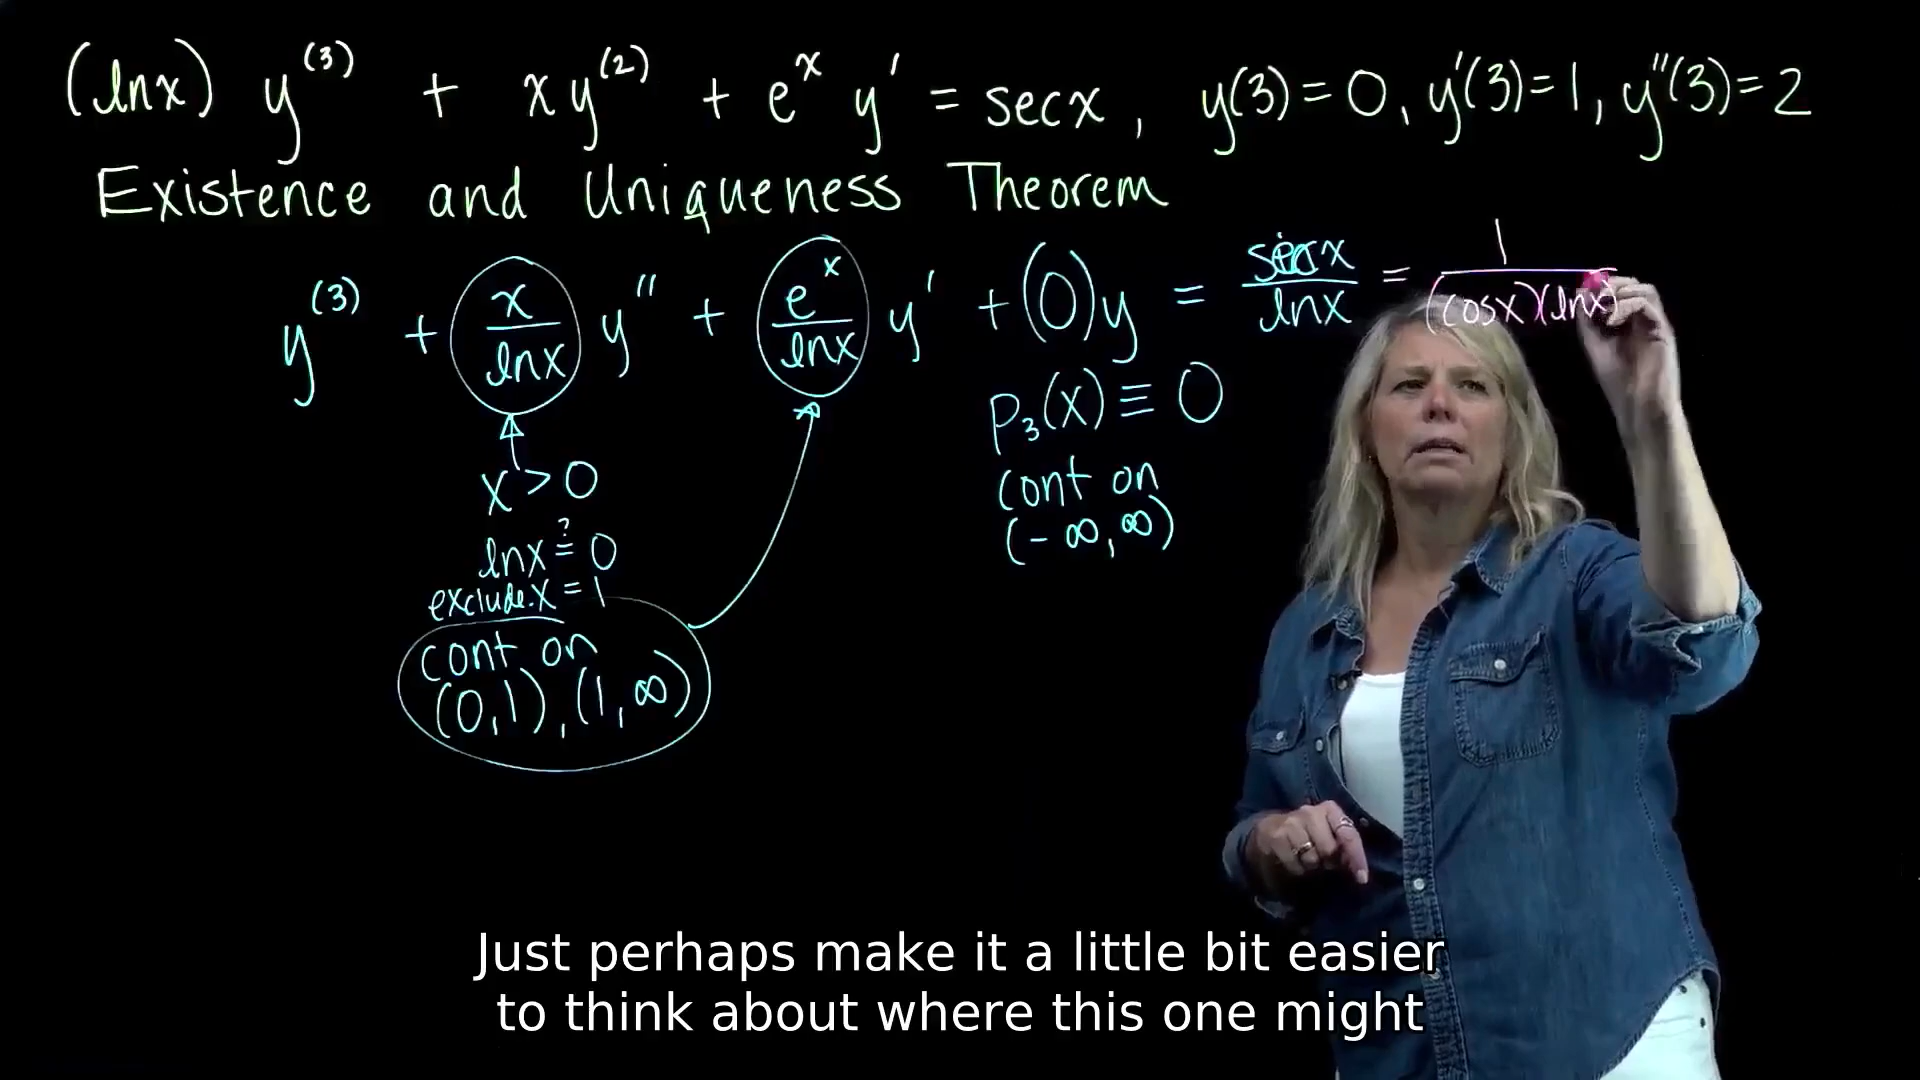 (lnx) y⁽³⁾ + xy⁽²⁾ + eˣ y' = secx, y(3)=0, y'(3)=1, y''(3)=2
Existence and Uniqueness Theorem
y⁽³⁾ + x/lnx y'' + eˣ/lnx y' + (0)y = secx/lnx = 1/(cosx)(lnx)
p₃(x) ≡ 0
cont on
(-∞,∞)
x > 0
lnx ≟ 0
exclude x = 1
cont on
(0,1), (1,∞)
Just perhaps make it a little bit easier
to think about where this one might